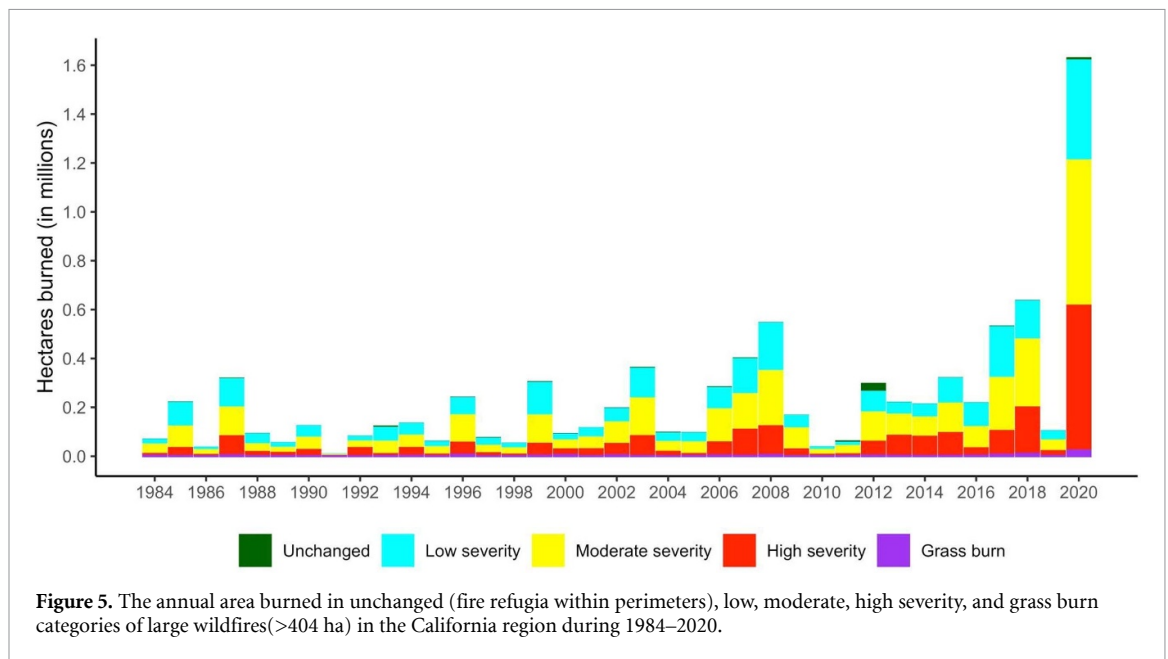 Hectares burned (in millions)
1.6
1.4
1.2
1.0
0.8
0.6
0.4
0.2
0.0
1984 1986 1988 1990 1992 1994 1996 1998 2000 2002 2004 2006 2008 2010 2012 2014 2016 2018 2020
Unchanged Low severity Moderate severity High severity Grass burn
Figure 5. The annual area burned in unchanged (fire refugia within perimeters), low, moderate, high severity, and grass burn
categories of large wildfires(>404 ha) in the California region during 1984–2020.